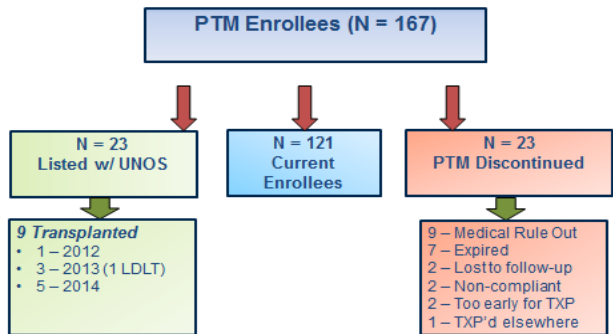 PTM Enrollees (N = 167)
N = 23
Listed w/ UNOS
N = 121
Current
Enrollees
N = 23
PTM Discontinued
9 Transplanted
• 1 – 2012
• 3 – 2013 (1 LDLT)
• 5 – 2014
9 – Medical Rule Out
7 – Expired
2 – Lost to follow-up
2 – Non-compliant
2 – Too early for TXP
1 – TXP'd elsewhere